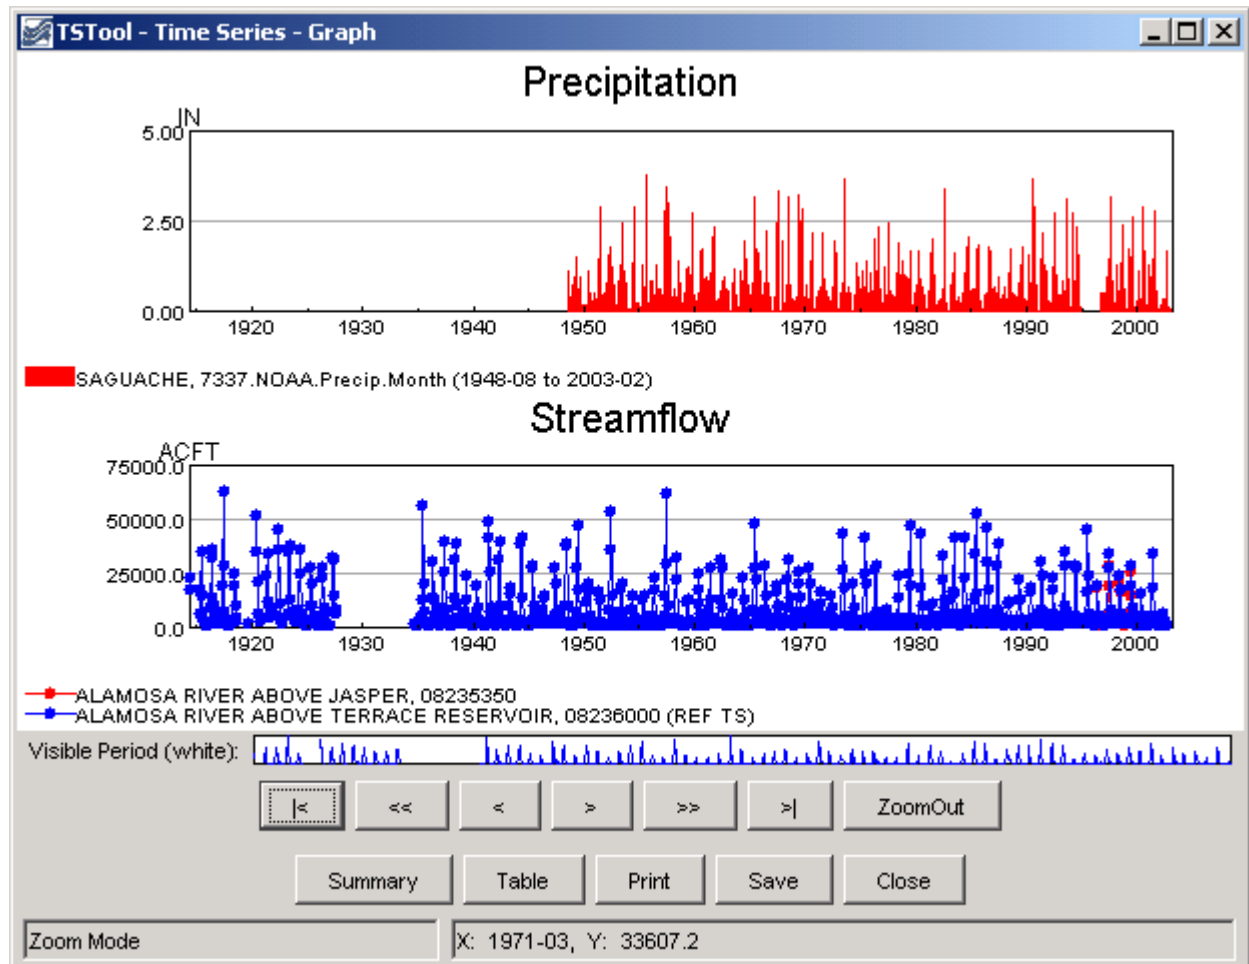 TSTool - Time Series - Graph
Precipitation
IN
5.00
2.50
0.00
1920 1930 1940 1950 1960 1970 1980 1990 2000
SAGUACHE, 7337.NOAA.Precip.Month (1948-08 to 2003-02)
Streamflow
ACFT
75000.0
50000.0
25000.0
0.0
1920 1930 1940 1950 1960 1970 1980 1990 2000
ALAMOSA RIVER ABOVE JASPER, 08235350
ALAMOSA RIVER ABOVE TERRACE RESERVOIR, 08236000 (REF TS)
Visible Period (white):
|< << < > >> >| ZoomOut
Summary Table Print Save Close
Zoom Mode X: 1971-03, Y: 33607.2